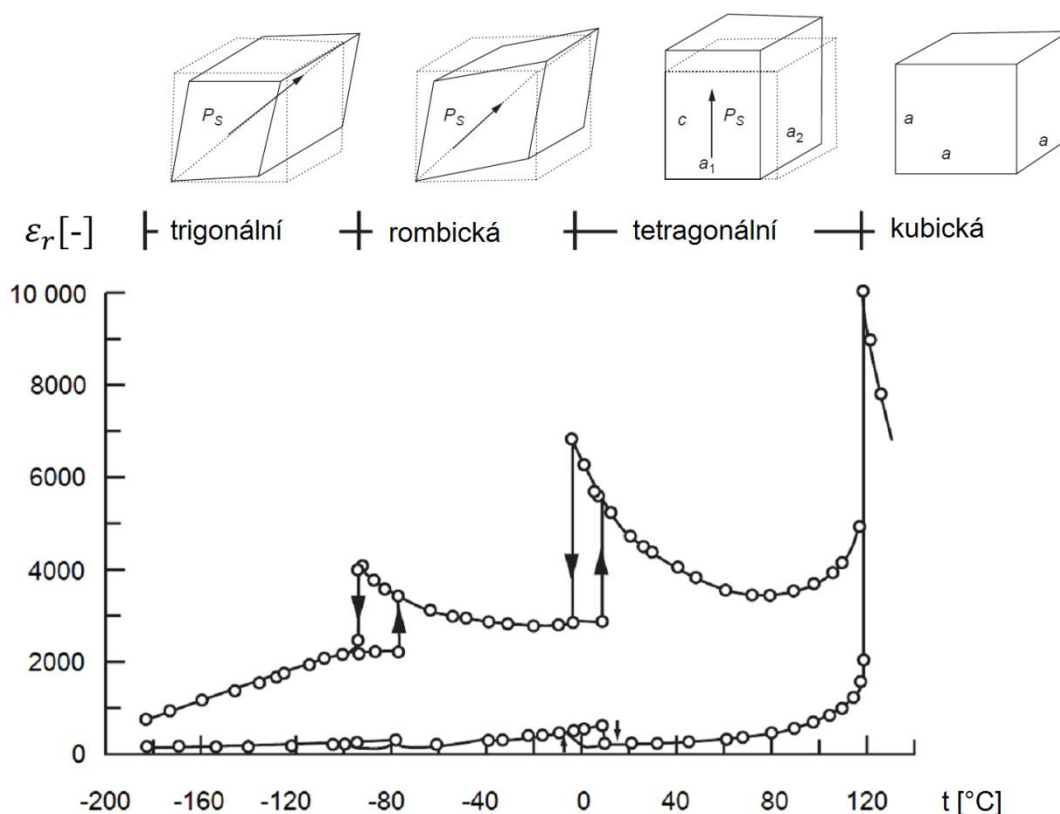 P_S
P_S
c P_S a_2
a_1
a
a a
ε_r[-] trigonální rombická tetragonální kubická
10 000
8000
6000
4000
2000
0
-200 -160 -120 -80 -40 0 40 80 120 t [°C]